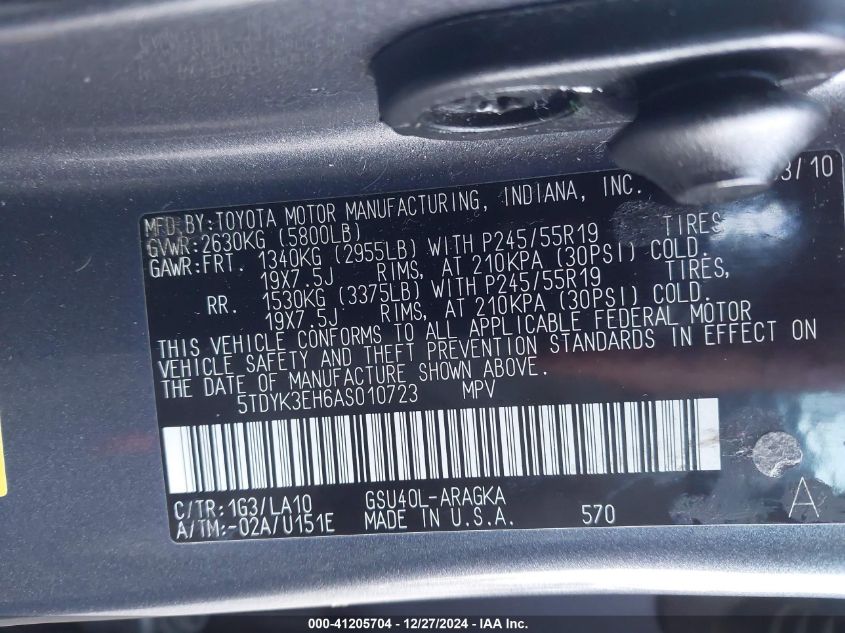 3/10
MFD.BY:TOYOTA MOTOR MANUFACTURING, INDIANA, INC.
GVWR:2630KG (5800LB)
GAWR:FRT. 1340KG (2955LB) WITH P245/55R19 TIRES
19X7.5J RIMS, AT 210KPA (30PSI) COLD.
RR. 1530KG (3375LB) WITH P245/55R19 TIRES,
19X7.5J RIMS, AT 210KPA (30PSI) COLD.
THIS VEHICLE CONFORMS TO ALL APPLICABLE FEDERAL MOTOR
VEHICLE SAFETY AND THEFT PREVENTION STANDARDS IN EFFECT ON
THE DATE OF MANUFACTURE SHOWN ABOVE.
5TDYK3EH6AS010723 MPV
C/TR:1G3/LA10 GSU40L-ARAGKA
A/TM:-02A/U151E MADE IN U.S.A. 570
A
000-41205704 - 12/27/2024 - IAA Inc.